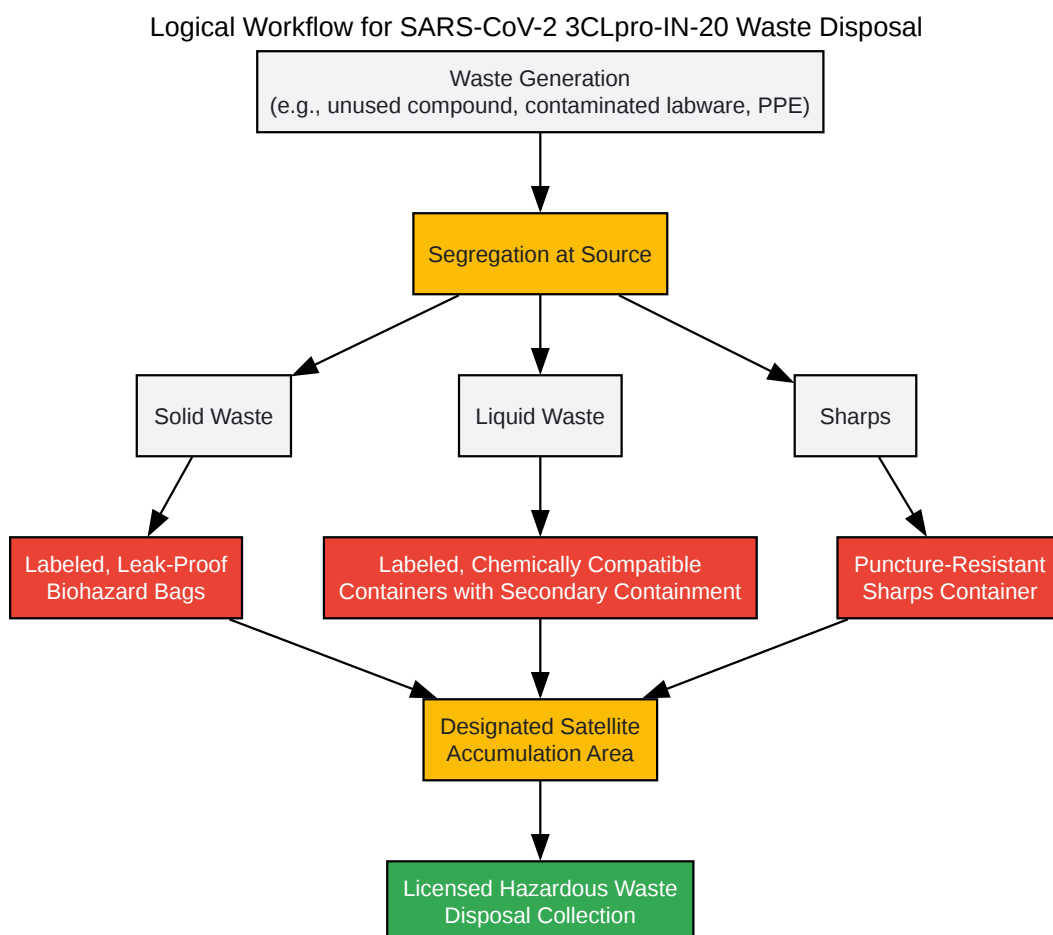 Logical Workflow for SARS-CoV-2 3CLpro-IN-20 Waste Disposal
Waste Generation
(e.g., unused compound, contaminated labware, PPE)
Segregation at Source
Solid Waste
Liquid Waste
Sharps
Labeled, Leak-Proof
Biohazard Bags
Labeled, Chemically Compatible
Containers with Secondary Containment
Puncture-Resistant
Sharps Container
Designated Satellite
Accumulation Area
Licensed Hazardous Waste
Disposal Collection